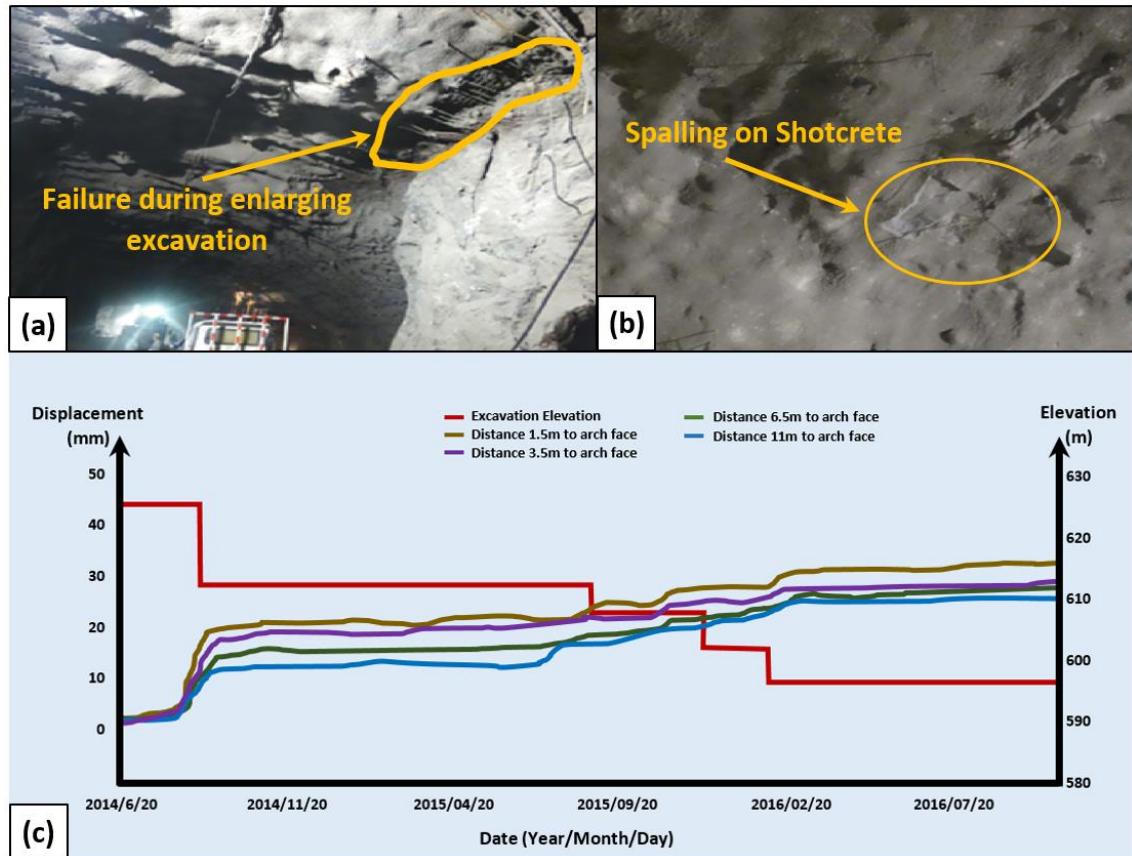 Failure during enlarging
excavation
(a)
Spalling on Shotcrete
(b)
Displacement
(mm)
Excavation Elevation
Distance 1.5m to arch face
Distance 3.5m to arch face
Distance 6.5m to arch face
Distance 11m to arch face
Elevation
(m)
50
40
30
20
10
0
630
620
610
600
590
580
2014/6/20
2014/11/20
2015/04/20
2015/09/20
2016/02/20
2016/07/20
Date (Year/Month/Day)
(c)